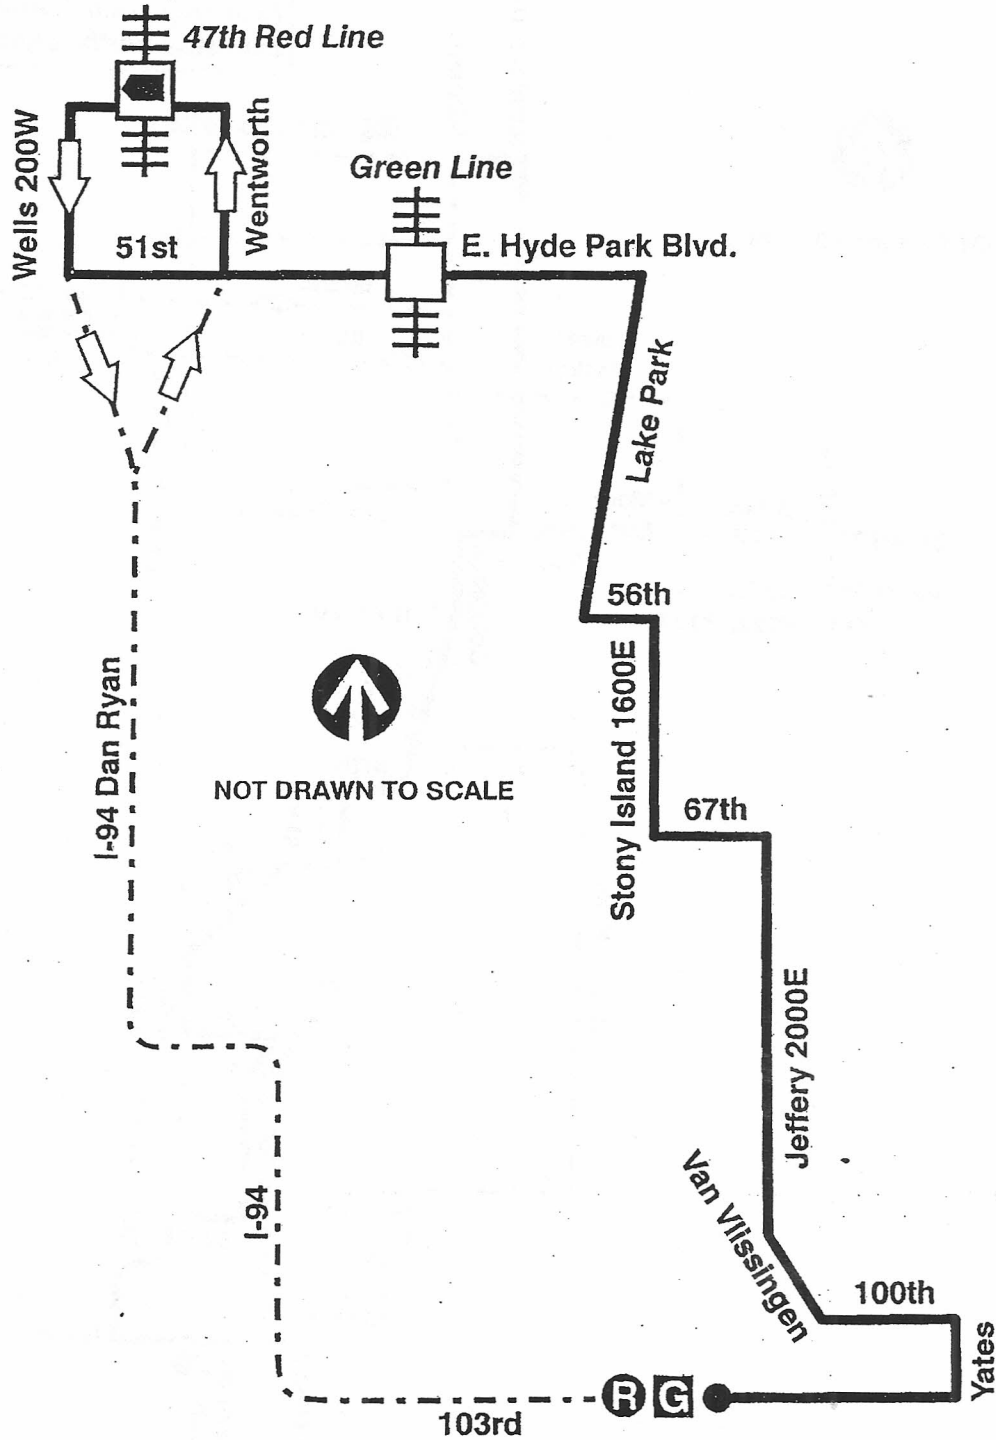 47th Red Line
Wells 200W
Wentworth
Green Line
51st
E. Hyde Park Blvd.
Lake Park
56th
I-94 Dan Ryan
Stony Island 1600E
NOT DRAWN TO SCALE
67th
Jeffery 2000E
Van Vlissingen
I-94
100th
Yates
R G
103rd